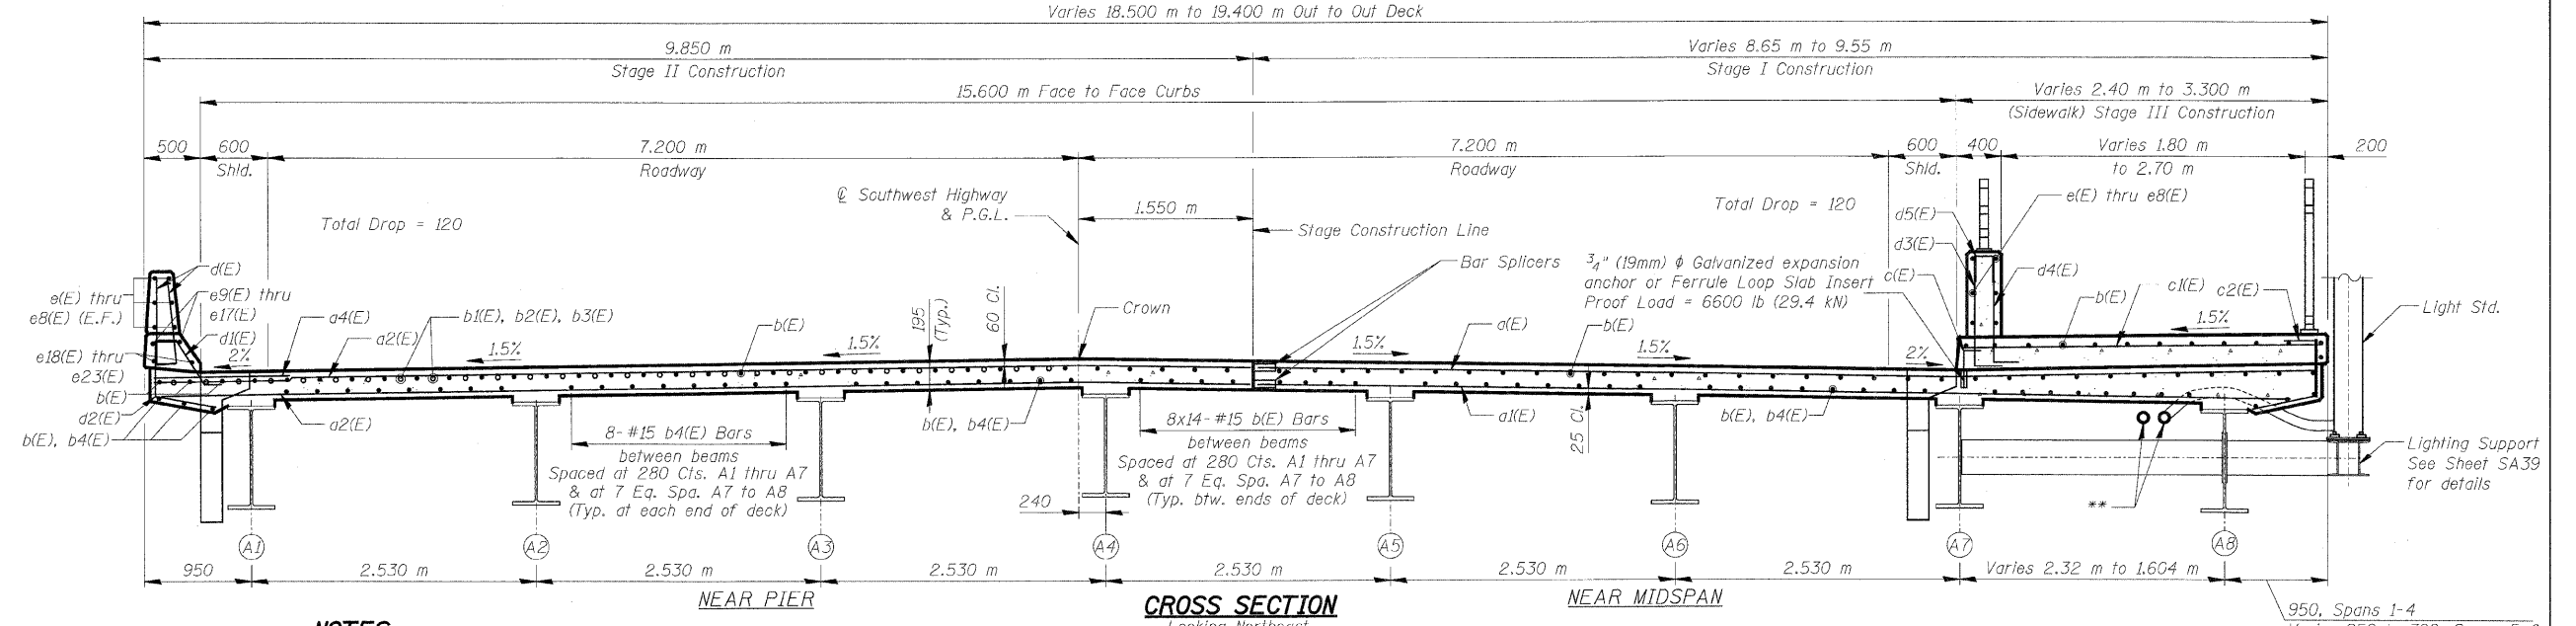 Varies 18.500 m to 19.400 m Out to Out Deck
9.850 m
Stage II Construction
Varies 8.65 m to 9.55 m
Stage I Construction
15.600 m Face to Face Curbs
Varies 2.40 m to 3.300 m
(Sidewalk) Stage III Construction
500
600
Shld.
7.200 m
Roadway
7.200 m
Roadway
600
Shld.
400
Varies 1.80 m
to 2.70 m
200
℄ Southwest Highway
& P.G.L.
1.550 m
Total Drop = 120
Total Drop = 120
Stage Construction Line
Bar Splicers
3/4" (19mm) ϕ Galvanized expansion
anchor or Ferrule Loop Slab Insert
Proof Load = 6600 lb (29.4 kN)
c(E)
d5(E)
d3(E)
e(E) thru e8(E)
d4(E)
b(E)
c1(E)
c2(E)
1.5%
Light Std.
d(E)
e(E) thru
e8(E) (E.F.)
e9(E) thru
e17(E)
d1(E)
e18(E) thru
e23(E)
b(E)
d2(E)
b(E), b4(E)
2%
a4(E)
a2(E)
b1(E), b2(E), b3(E)
1.5%
b(E)
1.5%
195
(Typ.)
60 Cl.
Crown
1.5%
a(E)
b(E)
1.5%
2%
a2(E)
8-#15 b4(E) Bars
between beams
Spaced at 280 Cts. A1 thru A7
& at 7 Eq. Spa. A7 to A8
(Typ. at each end of deck)
b(E), b4(E)
240
8x14-#15 b(E) Bars
between beams
Spaced at 280 Cts. A1 thru A7
& at 7 Eq. Spa. A7 to A8
(Typ. btw. ends of deck)
a1(E)
25 Cl.
b(E), b4(E)
**
Lighting Support
See Sheet SA39
for details
A1
A2
A3
A4
A5
A6
A7
A8
950
2.530 m
2.530 m
2.530 m
2.530 m
2.530 m
2.530 m
Varies 2.32 m to 1.604 m
950, Spans 1-4
NEAR PIER
CROSS SECTION
Looking Northeast
NEAR MIDSPAN
NOTES